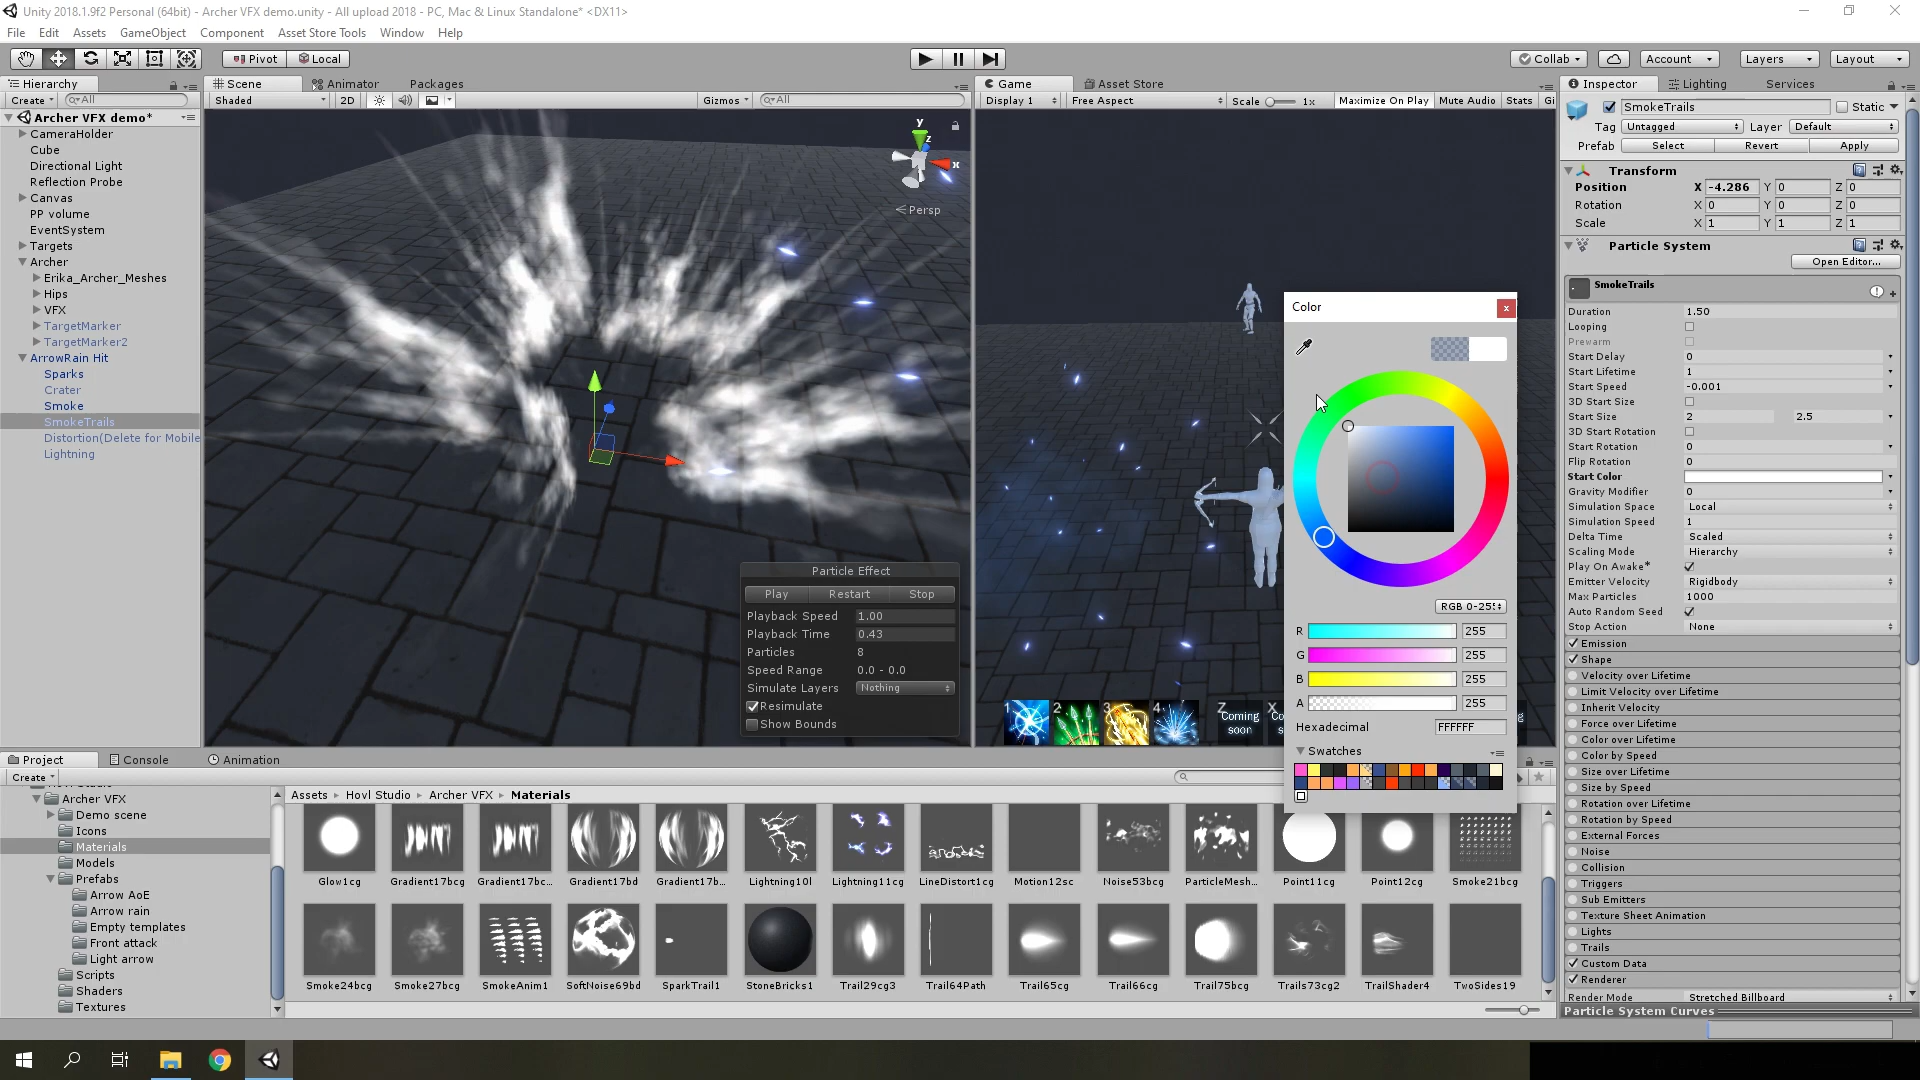 Unity 2018.1.9f2 Personal (64bit) - Archer VFX demo.unity - All upload 2018 - PC, Mac & Linux Standalone* <DX11>
File Edit Assets GameObject Component Asset Store Tools Window Help
Pivot Local Collab Account Layers Layout
Hierarchy
Create All
Archer VFX demo*
CameraHolder
Cube
Directional Light
Reflection Probe
Canvas
PP volume
EventSystem
Targets
Archer
Erika_Archer_Meshes
Hips
VFX
TargetMarker
TargetMarker2
ArrowRain Hit
Sparks
Crater
Smoke
SmokeTrails
Distortion(Delete for Mobile
Lightning
Scene Animator Packages
Shaded 2D Gizmos All
y
z
x
Persp
Particle Effect
Play Restart Stop
Playback Speed 1.00
Playback Time 0.43
Particles 8
Speed Range 0.0 - 0.0
Simulate Layers Nothing
Resimulate
Show Bounds
Game Asset Store
Display 1 Free Aspect Scale 1x Maximize On Play Mute Audio Stats Gi
1 2 3 4 Z Coming soon X Co s
Color
RGB 0-25
R 255
G 255
B 255
A 255
Hexadecimal FFFFFF
Swatches
Inspector Lighting Services
SmokeTrails Static
Tag Untagged Layer Default
Prefab Select Revert Apply
Transform
Position X -4.286 Y 0 Z 0
Rotation X 0 Y 0 Z 0
Scale X 1 Y 1 Z 1
Particle System
Open Editor...
SmokeTrails
Duration 1.50
Looping
Prewarm
Start Delay 0
Start Lifetime 1
Start Speed -0.001
3D Start Size
Start Size 2 2.5
3D Start Rotation
Start Rotation 0
Flip Rotation 0
Start Color
Gravity Modifier 0
Simulation Space Local
Simulation Speed 1
Delta Time Scaled
Scaling Mode Hierarchy
Play On Awake*
Emitter Velocity Rigidbody
Max Particles 1000
Auto Random Seed
Stop Action None
Emission
Shape
Velocity over Lifetime
Limit Velocity over Lifetime
Inherit Velocity
Force over Lifetime
Color over Lifetime
Color by Speed
Size over Lifetime
Size by Speed
Rotation over Lifetime
Rotation by Speed
External Forces
Noise
Collision
Triggers
Sub Emitters
Texture Sheet Animation
Lights
Trails
Custom Data
Renderer
Render Mode Stretched Billboard
Particle System Curves
Project Console Animation
Create
Archer VFX
Demo scene
Icons
Materials
Models
Prefabs
Arrow AoE
Arrow rain
Empty templates
Front attack
Light arrow
Scripts
Shaders
Textures
Assets Hovl Studio Archer VFX Materials
Glow1cg Gradient17bcg Gradient17bc... Gradient17bd Gradient17b... Lightning10l Lightning11cg LineDistort1cg Motion12sc Noise53bcg ParticleMesh... Point11cg Point12cg Smoke21bcg
Smoke24bcg Smoke27bcg SmokeAnim1 SoftNoise69bd SparkTrail1 StoneBricks1 Trail29cg3 Trail64Path Trail65cg Trail66cg Trail75bcg Trails73cg2 TrailShader4 TwoSides19